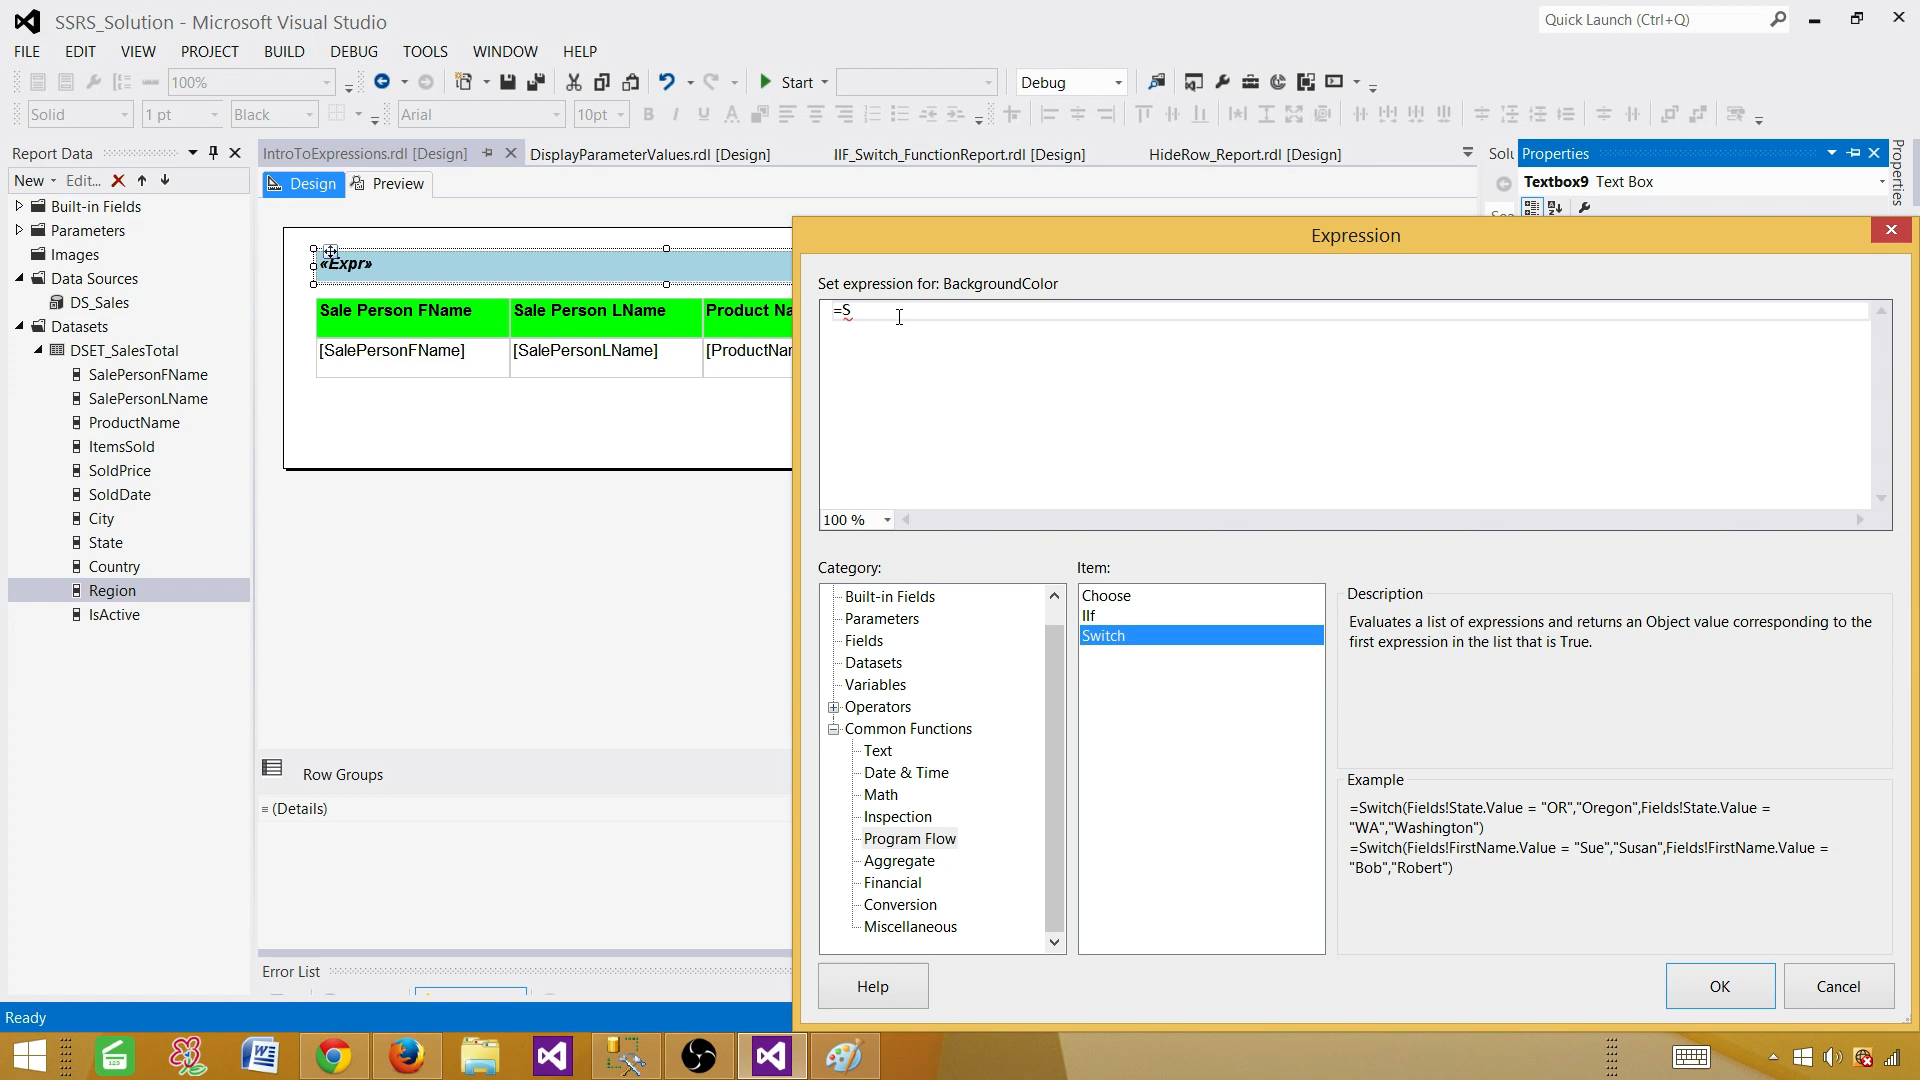 SSRS_Solution - Microsoft Visual Studio
Quick Launch (Ctrl+Q)
FILE EDIT VIEW PROJECT BUILD DEBUG TOOLS WINDOW HELP
100% Start Debug
Solid 1 pt Black Arial 10pt B I U A
Report Data
IntroToExpressions.rdl [Design] DisplayParameterValues.rdl [Design] IIF_Switch_FunctionReport.rdl [Design] HideRow_Report.rdl [Design]
Solu
Properties
Properties
New Edit...
Design Preview
Textbox9 Text Box
Built-in Fields
Parameters
Images
Data Sources
DS_Sales
Datasets
DSET_SalesTotal
SalePersonFName
SalePersonLName
ProductName
ItemsSold
SoldPrice
SoldDate
City
State
Country
Region
IsActive
«Expr»
Sale Person FName Sale Person LName Product Na
[SalePersonFName] [SalePersonLName] [ProductNar
Row Groups
(Details)
Error List
Expression
Set expression for: BackgroundColor
=S
100 %
Category:
Built-in Fields
Parameters
Fields
Datasets
Variables
Operators
Common Functions
Text
Date & Time
Math
Inspection
Program Flow
Aggregate
Financial
Conversion
Miscellaneous
Item:
Choose
IIf
Switch
Description
Evaluates a list of expressions and returns an Object value corresponding to the
first expression in the list that is True.
Example
=Switch(Fields!State.Value = "OR","Oregon",Fields!State.Value =
"WA","Washington")
=Switch(Fields!FirstName.Value = "Sue","Susan",Fields!FirstName.Value =
"Bob","Robert")
Help OK Cancel
Ready